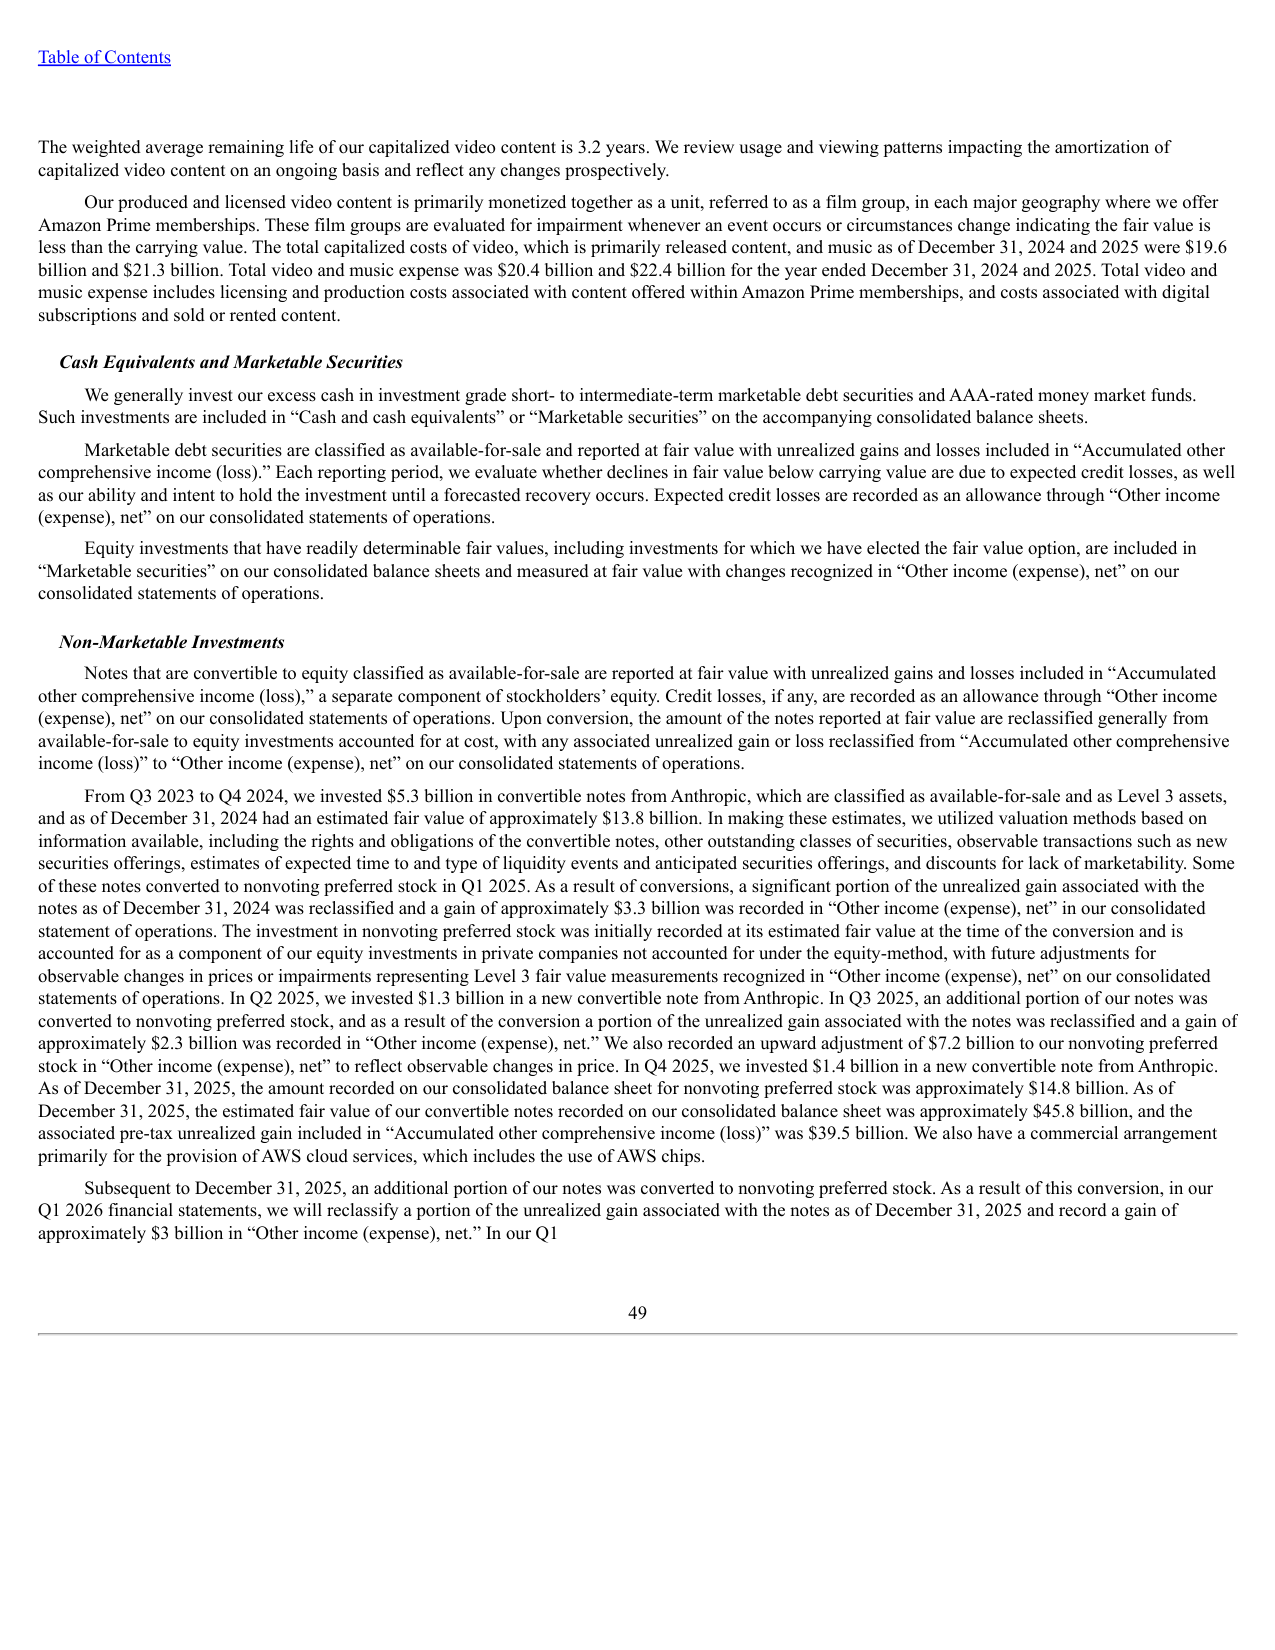 Table of Contents
The weighted average remaining life of our capitalized video content is 3.2 years. We review usage and viewing patterns impacting the amortization of
capitalized video content on an ongoing basis and reflect any changes prospectively.
Our produced and licensed video content is primarily monetized together as a unit, referred to as a film group, in each major geography where we offer
Amazon Prime memberships. These film groups are evaluated for impairment whenever an event occurs or circumstances change indicating the fair value is
less than the carrying value. The total capitalized costs of video, which is primarily released content, and music as of December 31, 2024 and 2025 were $19.6
billion and $21.3 billion. Total video and music expense was $20.4 billion and $22.4 billion for the year ended December 31, 2024 and 2025. Total video and
music expense includes licensing and production costs associated with content offered within Amazon Prime memberships, and costs associated with digital
subscriptions and sold or rented content.
Cash Equivalents and Marketable Securities
We generally invest our excess cash in investment grade short- to intermediate-term marketable debt securities and AAA-rated money market funds.
Such investments are included in “Cash and cash equivalents” or “Marketable securities” on the accompanying consolidated balance sheets.
Marketable debt securities are classified as available-for-sale and reported at fair value with unrealized gains and losses included in “Accumulated other
comprehensive income (loss).” Each reporting period, we evaluate whether declines in fair value below carrying value are due to expected credit losses, as well
as our ability and intent to hold the investment until a forecasted recovery occurs. Expected credit losses are recorded as an allowance through “Other income
(expense), net” on our consolidated statements of operations.
Equity investments that have readily determinable fair values, including investments for which we have elected the fair value option, are included in
“Marketable securities” on our consolidated balance sheets and measured at fair value with changes recognized in “Other income (expense), net” on our
consolidated statements of operations.
Non-Marketable Investments
Notes that are convertible to equity classified as available-for-sale are reported at fair value with unrealized gains and losses included in “Accumulated
other comprehensive income (loss),” a separate component of stockholders’ equity. Credit losses, if any, are recorded as an allowance through “Other income
(expense), net” on our consolidated statements of operations. Upon conversion, the amount of the notes reported at fair value are reclassified generally from
available-for-sale to equity investments accounted for at cost, with any associated unrealized gain or loss reclassified from “Accumulated other comprehensive
income (loss)” to “Other income (expense), net” on our consolidated statements of operations.
From Q3 2023 to Q4 2024, we invested $5.3 billion in convertible notes from Anthropic, which are classified as available-for-sale and as Level 3 assets,
and as of December 31, 2024 had an estimated fair value of approximately $13.8 billion. In making these estimates, we utilized valuation methods based on
information available, including the rights and obligations of the convertible notes, other outstanding classes of securities, observable transactions such as new
securities offerings, estimates of expected time to and type of liquidity events and anticipated securities offerings, and discounts for lack of marketability. Some
of these notes converted to nonvoting preferred stock in Q1 2025. As a result of conversions, a significant portion of the unrealized gain associated with the
notes as of December 31, 2024 was reclassified and a gain of approximately $3.3 billion was recorded in “Other income (expense), net” in our consolidated
statement of operations. The investment in nonvoting preferred stock was initially recorded at its estimated fair value at the time of the conversion and is
accounted for as a component of our equity investments in private companies not accounted for under the equity-method, with future adjustments for
observable changes in prices or impairments representing Level 3 fair value measurements recognized in “Other income (expense), net” on our consolidated
statements of operations. In Q2 2025, we invested $1.3 billion in a new convertible note from Anthropic. In Q3 2025, an additional portion of our notes was
converted to nonvoting preferred stock, and as a result of the conversion a portion of the unrealized gain associated with the notes was reclassified and a gain of
approximately $2.3 billion was recorded in “Other income (expense), net.” We also recorded an upward adjustment of $7.2 billion to our nonvoting preferred
stock in “Other income (expense), net” to reflect observable changes in price. In Q4 2025, we invested $1.4 billion in a new convertible note from Anthropic.
As of December 31, 2025, the amount recorded on our consolidated balance sheet for nonvoting preferred stock was approximately $14.8 billion. As of
December 31, 2025, the estimated fair value of our convertible notes recorded on our consolidated balance sheet was approximately $45.8 billion, and the
associated pre-tax unrealized gain included in “Accumulated other comprehensive income (loss)” was $39.5 billion. We also have a commercial arrangement
primarily for the provision of AWS cloud services, which includes the use of AWS chips.
Subsequent to December 31, 2025, an additional portion of our notes was converted to nonvoting preferred stock. As a result of this conversion, in our
Q1 2026 financial statements, we will reclassify a portion of the unrealized gain associated with the notes as of December 31, 2025 and record a gain of
approximately $3 billion in “Other income (expense), net.” In our Q1
49